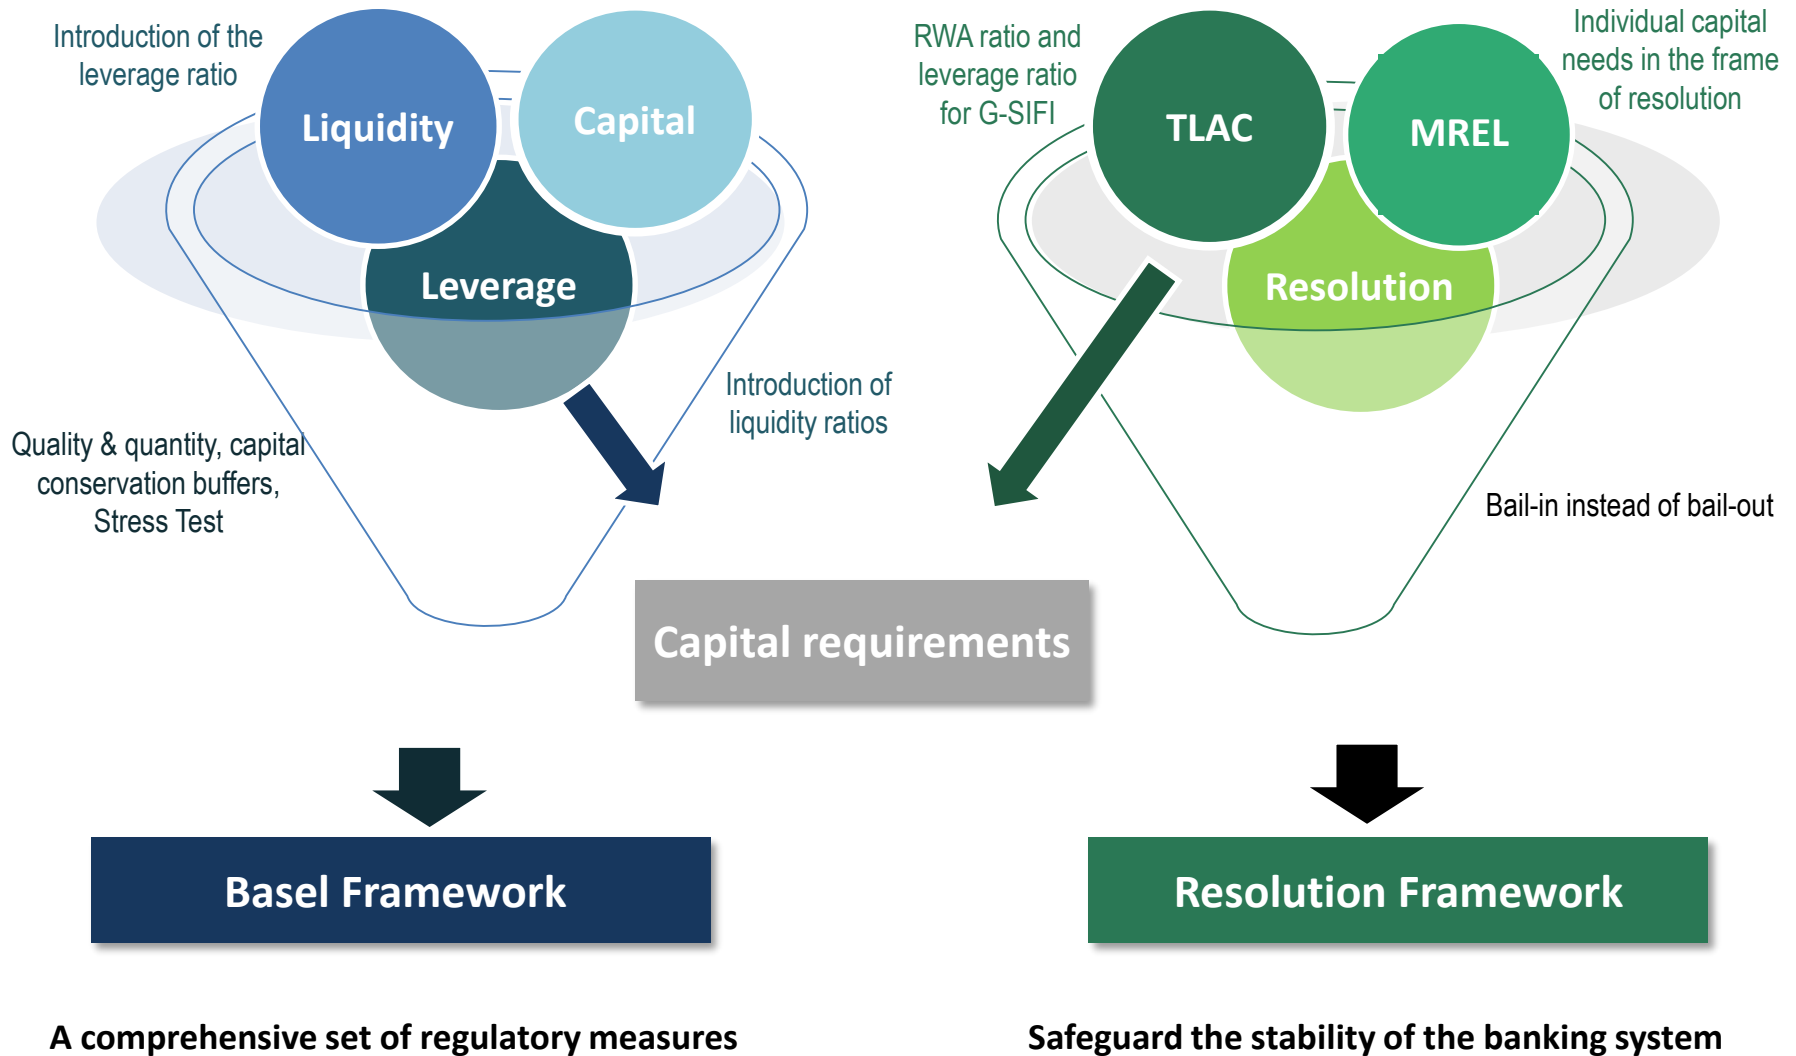 Introduction of the
leverage ratio
Liquidity
Capital
Leverage
Introduction of
liquidity ratios
Quality & quantity, capital
conservation buffers,
Stress Test
RWA ratio and
leverage ratio
for G-SIFI
TLAC
MREL
Individual capital
needs in the frame
of resolution
Resolution
Bail-in instead of bail-out
Capital requirements
Basel Framework
Resolution Framework
A comprehensive set of regulatory measures
Safeguard the stability of the banking system